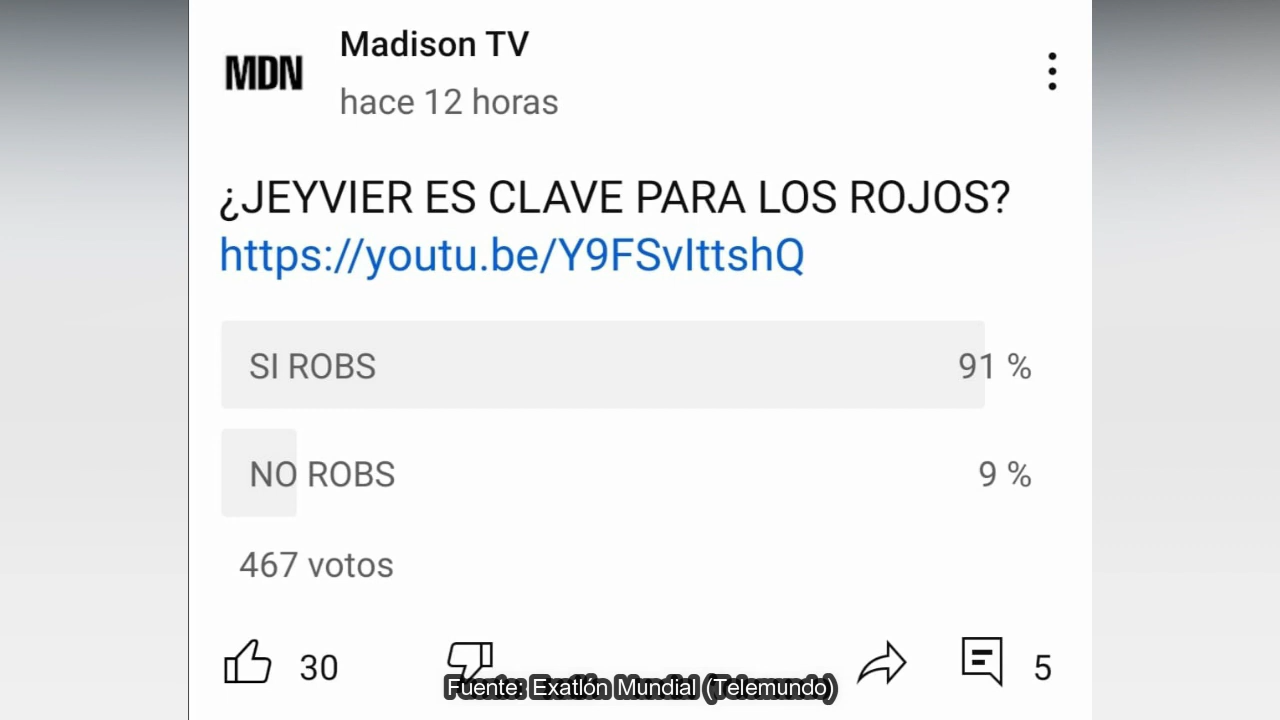 MDN
Madison TV
hace 12 horas
¿JEYVIER ES CLAVE PARA LOS ROJOS?
https://youtu.be/Y9FSvIttshQ
SI ROBS 91 %
NO ROBS 9 %
467 votos
30 5
Fuente: Exatlón Mundial (Telemundo)